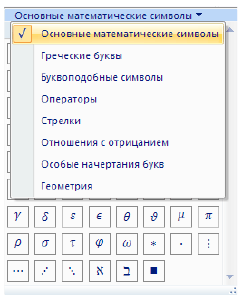 Основные математические символы
Основные математические символы
Греческие буквы
Буквоподобные символы
Операторы
Стрелки
Отношения с отрицанием
Особые начертания букв
Геометрия
γ δ ε ϵ θ ϑ μ π
ρ σ τ φ ω ∗ ∙ ⋮
⋯ ⋰ ⋱ ℵ ℶ ∎